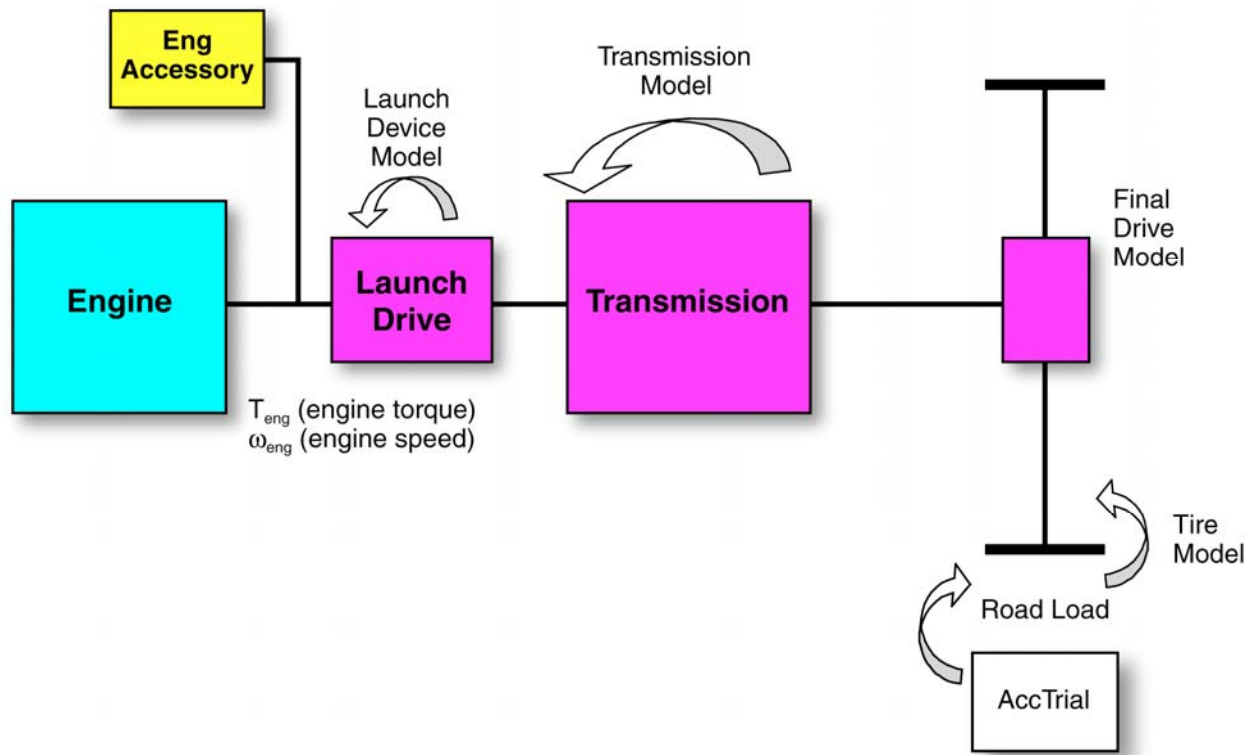 Eng
Accessory
Launch
Device
Model
Transmission
Model
Engine
Launch
Drive
Transmission
Final
Drive
Model
T_eng (engine torque)
ω_eng (engine speed)
Tire
Model
Road Load
AccTrial